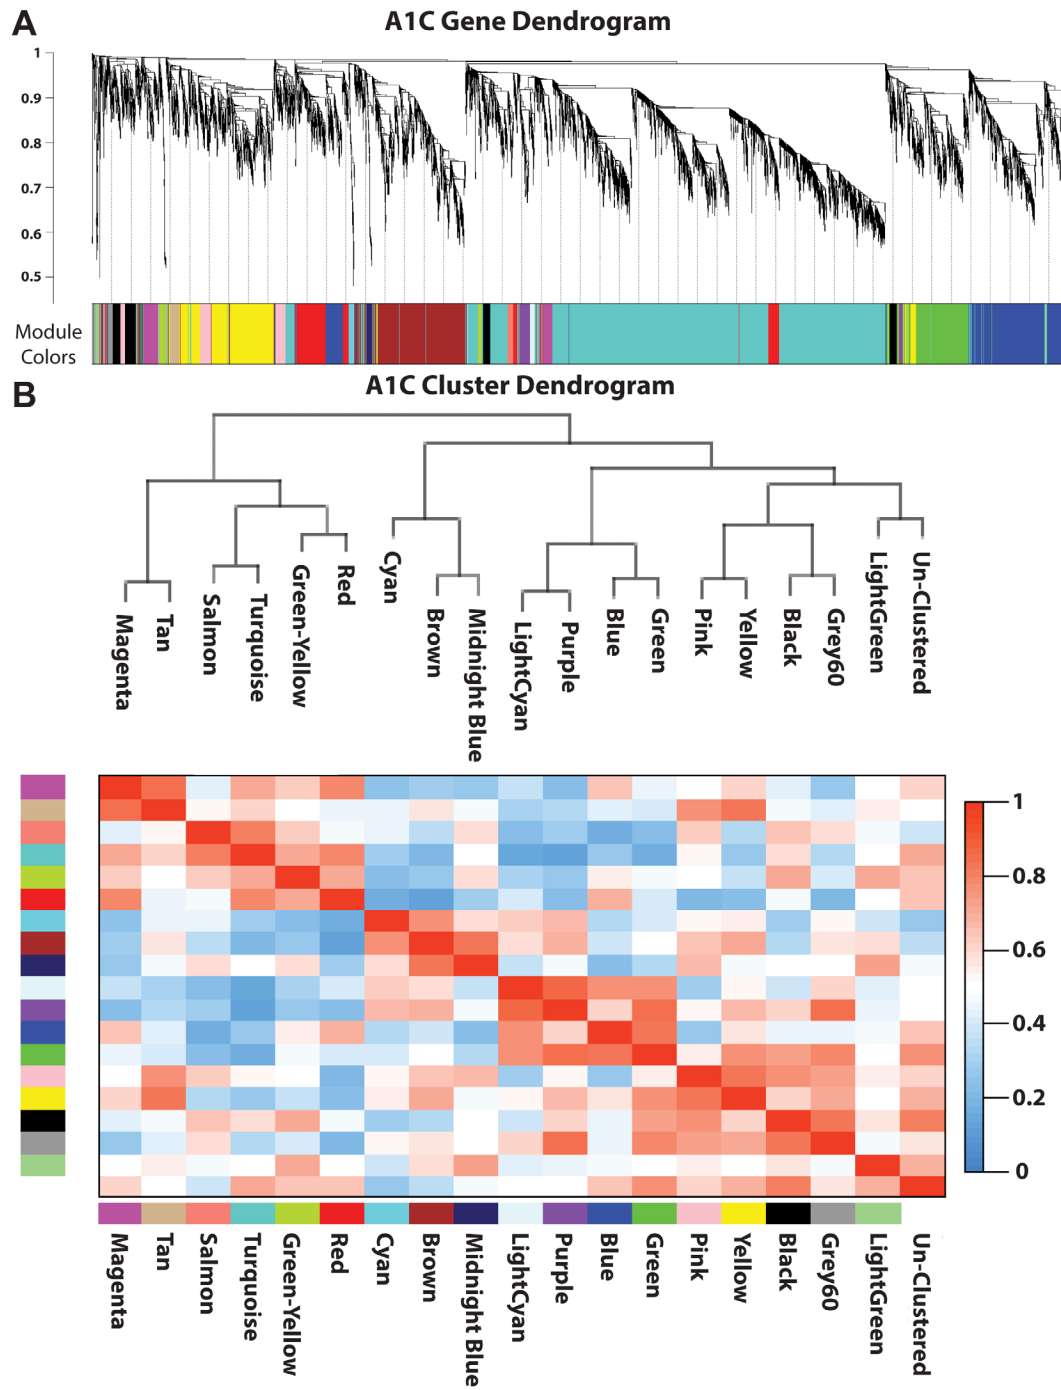 A
A1C Gene Dendrogram
1
0.9
0.8
0.7
0.6
0.5
Module
Colors
B
A1C Cluster Dendrogram
Magenta
Tan
Salmon
Turquoise
Green-Yellow
Red
Cyan
Brown
Midnight Blue
LightCyan
Purple
Blue
Green
Pink
Yellow
Black
Grey60
LightGreen
Un-Clustered
1
0.8
0.6
0.4
0.2
0
Magenta
Tan
Salmon
Turquoise
Green-Yellow
Red
Cyan
Brown
Midnight Blue
LightCyan
Purple
Blue
Green
Pink
Yellow
Black
Grey60
LightGreen
Un-Clustered